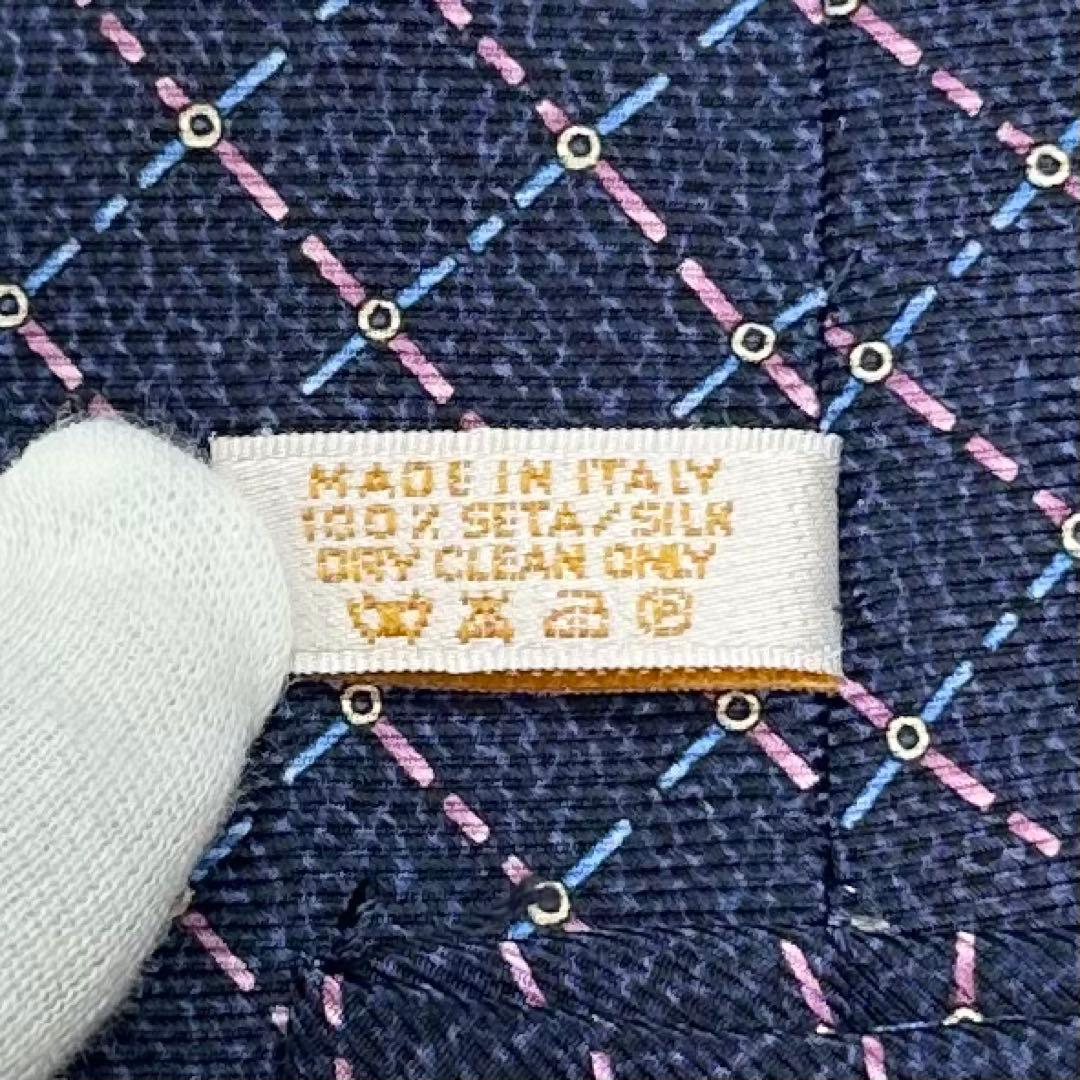 MADE IN ITALY
100% SETA/SILK
DRY CLEAN ONLY